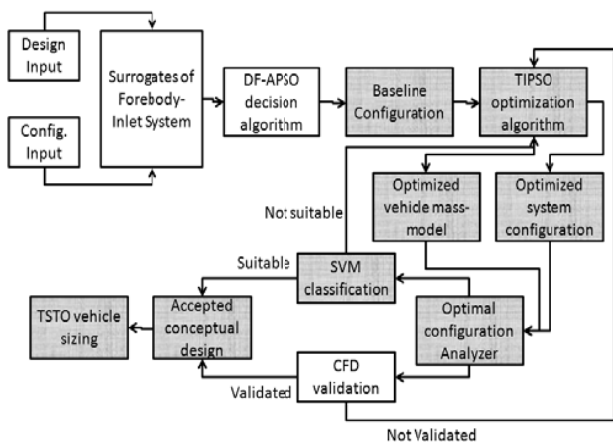 Design
Input
Config.
Input
Surrogates of
Forebody-
Inlet System
DF-APSO
decision
algorithm
Baseline
Configuration
TIPSO
optimization
algorithm
Not suitable
Optimized
vehicle mass-
model
Optimized
system
configuration
Suitable
SVM
classification
TSTO vehicle
sizing
Accepted
conceptual
design
Optimal
configuration
Analyzer
Validated
CFD
validation
Not Validated